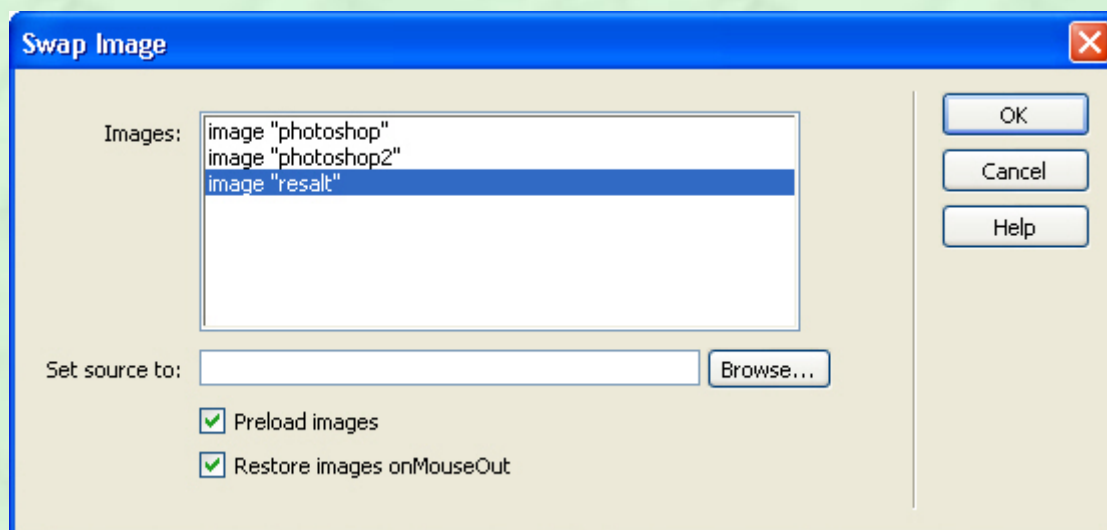 Swap Image
Images:
image "photoshop"
image "photoshop2"
image "resalt"
OK
Cancel
Help
Set source to:
Browse...
Preload images
Restore images onMouseOut